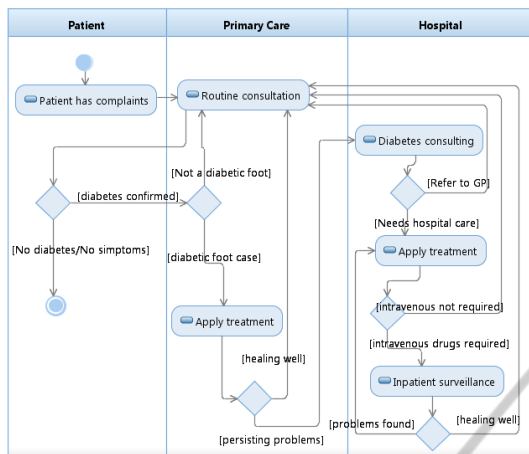 Patient
Primary Care
Hospital
Patient has complaints
Routine consultation
Diabetes consulting
[Not a diabetic foot]
[Refer to GP]
[diabetes confirmed]
[Needs hospital care]
[No diabetes/No simptoms]
[diabetic foot case]
Apply treatment
[intravenous not required]
Apply treatment
[intravenous drugs required]
[healing well]
Inpatient surveillance
[problems found]
[healing well]
[persisting problems]